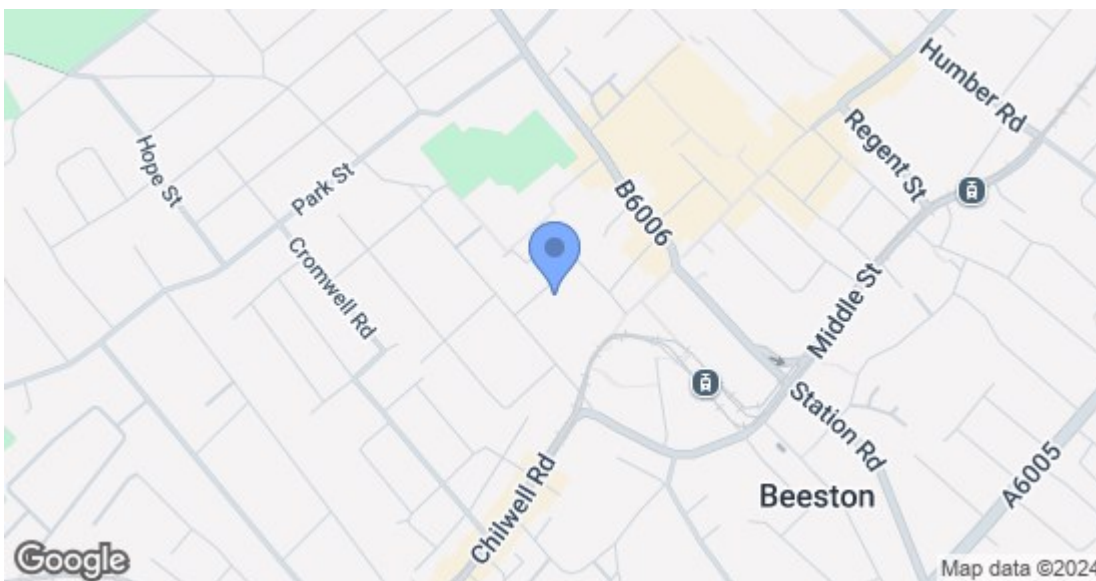 Humber Rd
Regent St
Hope St
Park St
B6006
Cromwell Rd
Middle St
Station Rd
A6005
Chilwell Rd
Beeston
Google
Map data ©2024